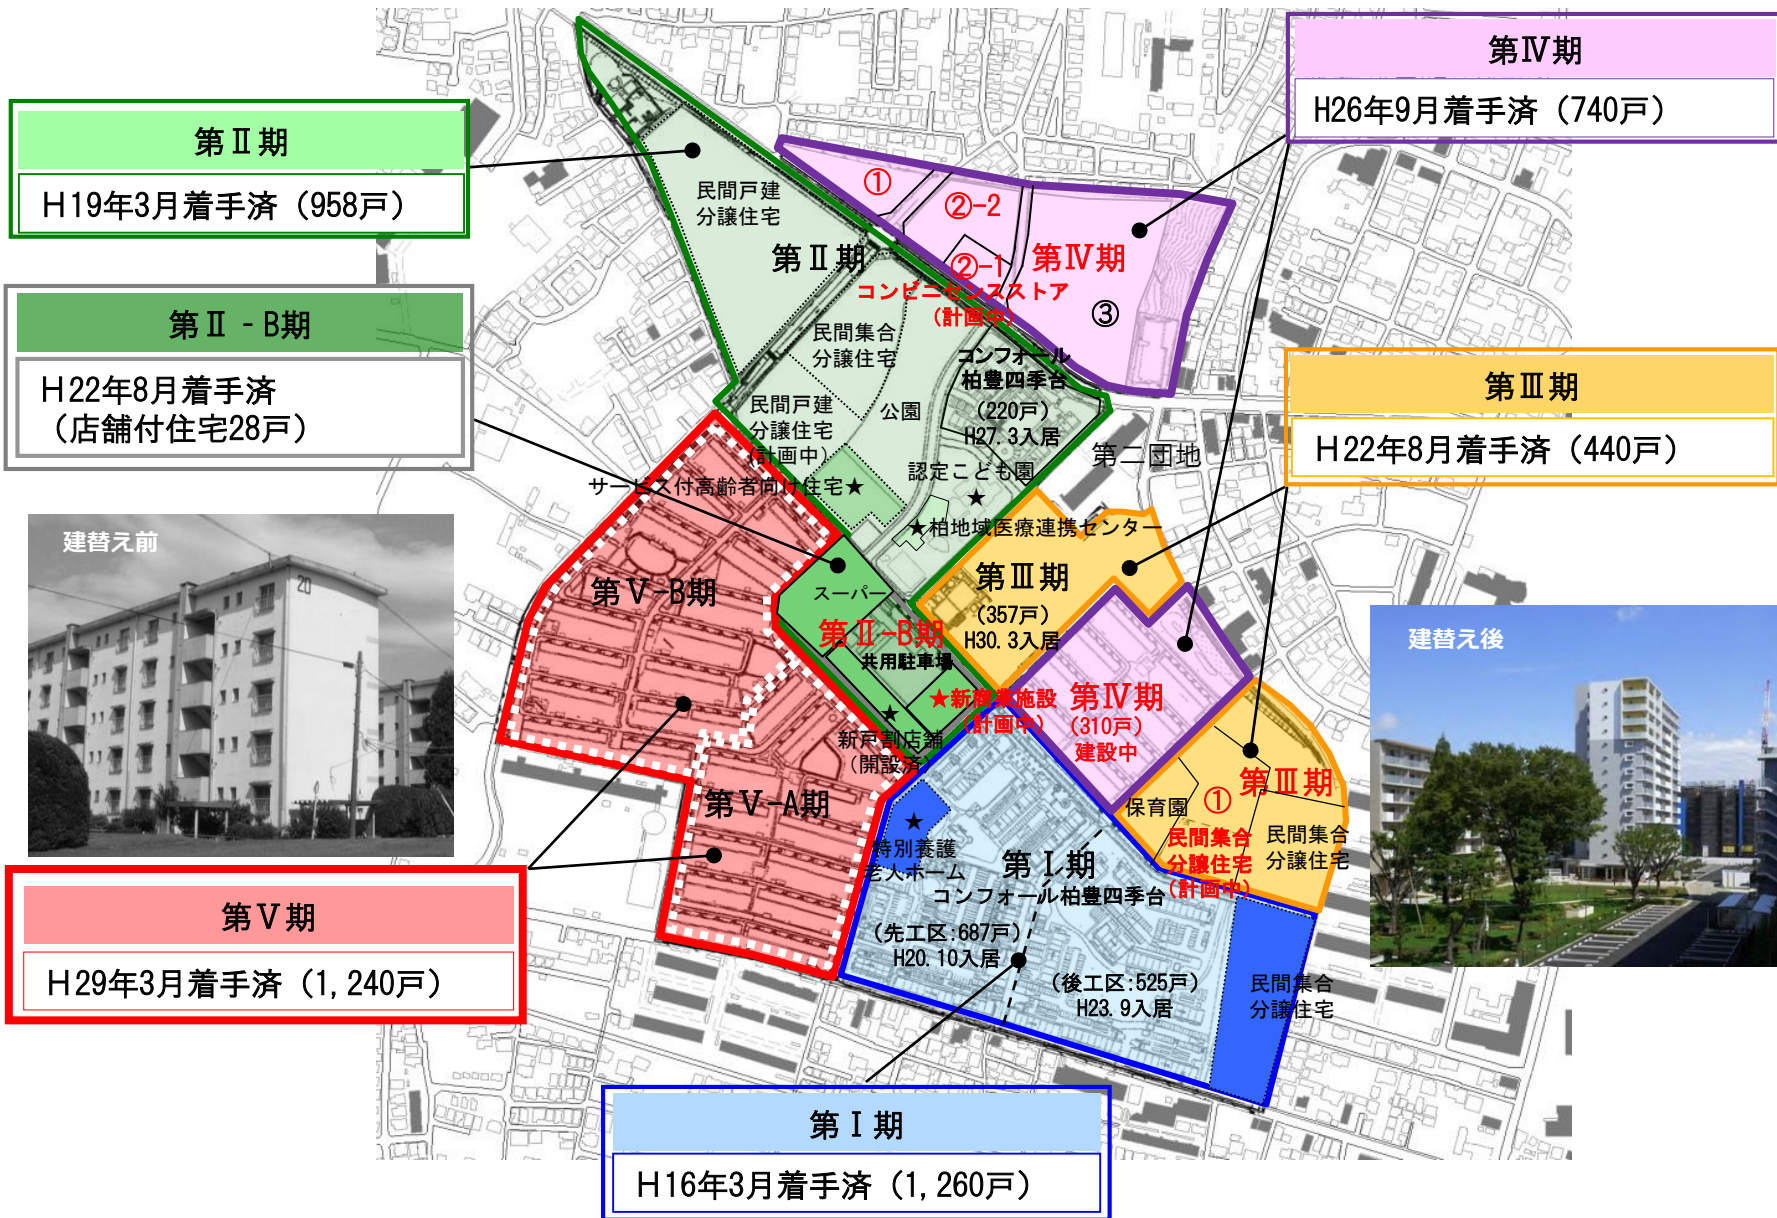 第Ⅳ期
H26年9月着手済（740戸）
第Ⅱ期
H19年3月着手済（958戸）
第Ⅱ‐B期
H22年8月着手済
（店舗付住宅28戸）
第Ⅲ期
H22年8月着手済（440戸）
第Ⅴ期
H29年3月着手済（1,240戸）
第Ⅰ期
H16年3月着手済（1,260戸）
建替え前
20
建替え後
民間戸建
分譲住宅
第Ⅱ期
①
②-2
②-1
第Ⅳ期
③
コンビニセンスストア
（計画中）
民間集合
分譲住宅
コンフォール
柏豊四季台
（220戸）
H27.3入居
民間戸建
分譲住宅
（計画中）
公園
第二団地
認定こども園
★
サービス付高齢者向け住宅★
★柏地域医療連携センター
第Ⅴ-B期
スーパー
第Ⅱ-B期
共用駐車場
第Ⅲ期
（357戸）
H30.3入居
★新商業施設
（計画中）
第Ⅳ期
（310戸）
建設中
★
新戸割店舗
（開設済）
第Ⅴ-A期
★
特別養護
老人ホーム
第Ⅰ期
コンフォール柏豊四季台
（先工区:687戸）
H20.10入居
（後工区:525戸）
H23.9入居
保育園
①
第Ⅲ期
民間集合
分譲住宅
（計画中）
民間集合
分譲住宅
民間集合
分譲住宅